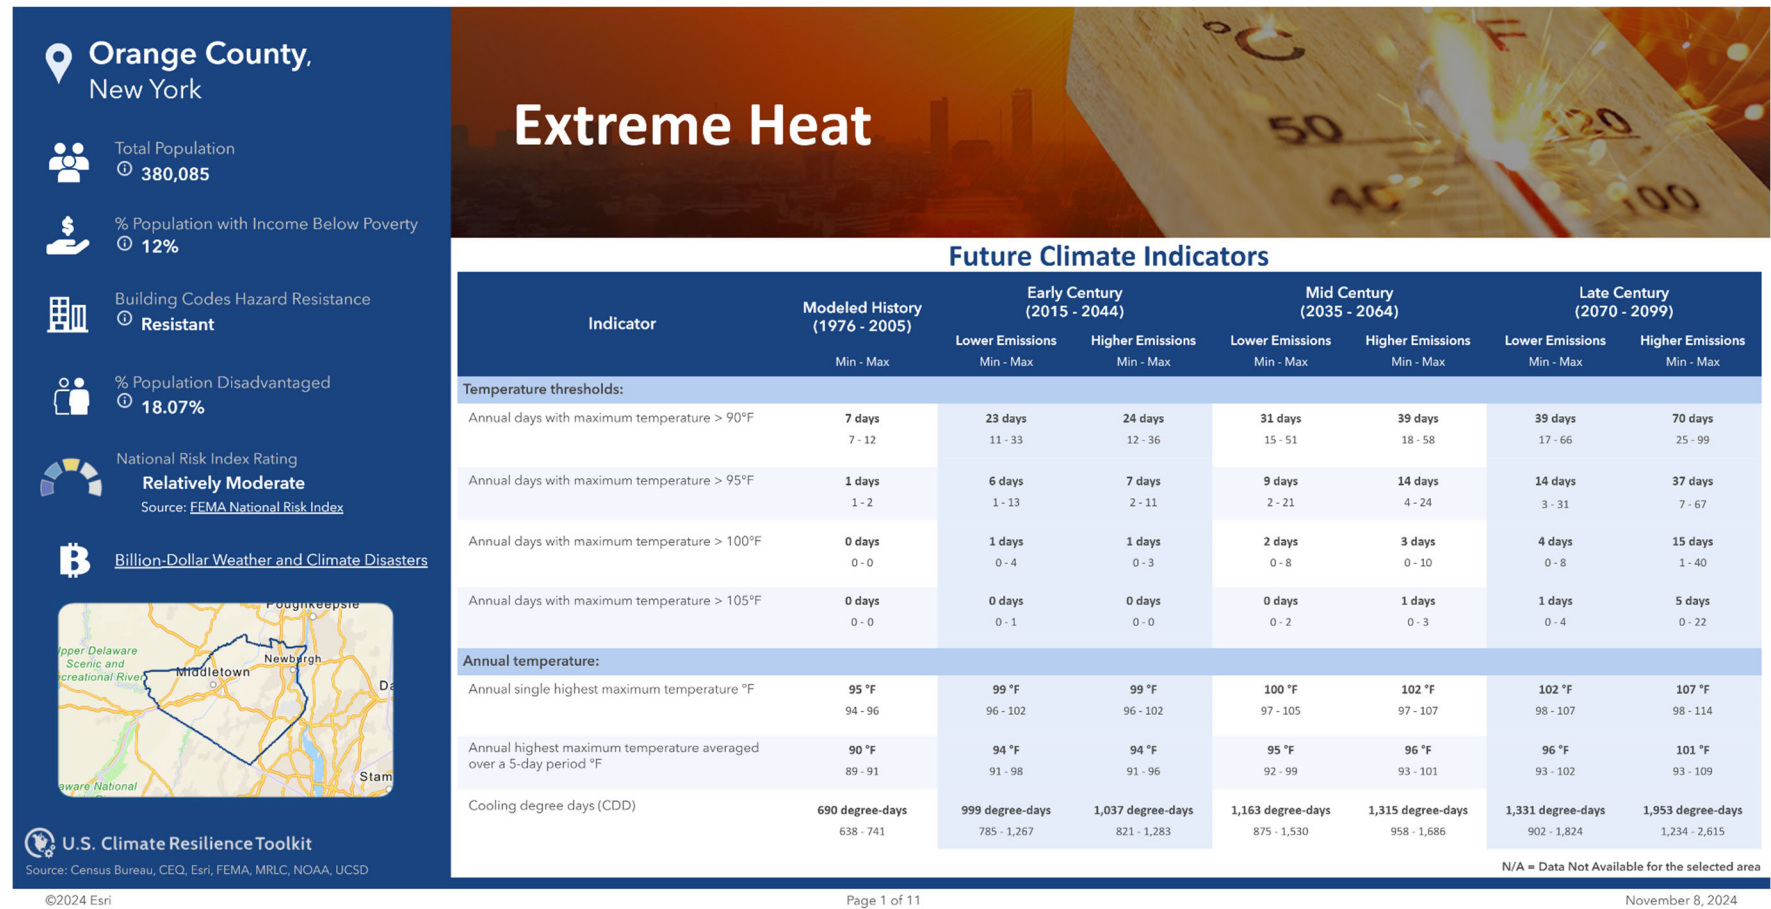 Orange County,
New York
Total Population
380,085
% Population with Income Below Poverty
12%
Building Codes Hazard Resistance
Resistant
% Population Disadvantaged
18.07%
National Risk Index Rating
Relatively Moderate
Source: FEMA National Risk Index
Billion-Dollar Weather and Climate Disasters
Poughkeepsie
Upper Delaware
Scenic and
Recreational River
Middletown
Newburgh
Da
Stam
aware National
U.S. Climate Resilience Toolkit
Source: Census Bureau, CEQ, Esri, FEMA, MRLC, NOAA, UCSD
Extreme Heat
°C
°F
50
120
40
100
Future Climate Indicators
Indicator
Modeled History
(1976 - 2005)
Min - Max
Early Century
(2015 - 2044)
Mid Century
(2035 - 2064)
Late Century
(2070 - 2099)
Lower Emissions Higher Emissions Lower Emissions Higher Emissions Lower Emissions Higher Emissions
Min - Max Min - Max Min - Max Min - Max Min - Max Min - Max
Temperature thresholds:
Annual days with maximum temperature > 90°F 7 days 23 days 24 days 31 days 39 days 39 days 70 days
7 - 12 11 - 33 12 - 36 15 - 51 18 - 58 17 - 66 25 - 99
Annual days with maximum temperature > 95°F 1 days 6 days 7 days 9 days 14 days 14 days 37 days
1 - 2 1 - 13 2 - 11 2 - 21 4 - 24 3 - 31 7 - 67
Annual days with maximum temperature > 100°F 0 days 1 days 1 days 2 days 3 days 4 days 15 days
0 - 0 0 - 4 0 - 3 0 - 8 0 - 10 0 - 8 1 - 40
Annual days with maximum temperature > 105°F 0 days 0 days 0 days 0 days 1 days 1 days 5 days
0 - 0 0 - 1 0 - 0 0 - 2 0 - 3 0 - 4 0 - 22
Annual temperature:
Annual single highest maximum temperature °F 95 °F 99 °F 99 °F 100 °F 102 °F 102 °F 107 °F
94 - 96 96 - 102 96 - 102 97 - 105 97 - 107 98 - 107 98 - 114
Annual highest maximum temperature averaged
over a 5-day period °F
90 °F 94 °F 94 °F 95 °F 96 °F 96 °F 101 °F
89 - 91 91 - 98 91 - 96 92 - 99 93 - 101 93 - 102 93 - 109
Cooling degree days (CDD) 690 degree-days 999 degree-days 1,037 degree-days 1,163 degree-days 1,315 degree-days 1,331 degree-days 1,953 degree-days
638 - 741 785 - 1,267 821 - 1,283 875 - 1,530 958 - 1,686 902 - 1,824 1,234 - 2,615
N/A = Data Not Available for the selected area
©2024 Esri
Page 1 of 11
November 8, 2024